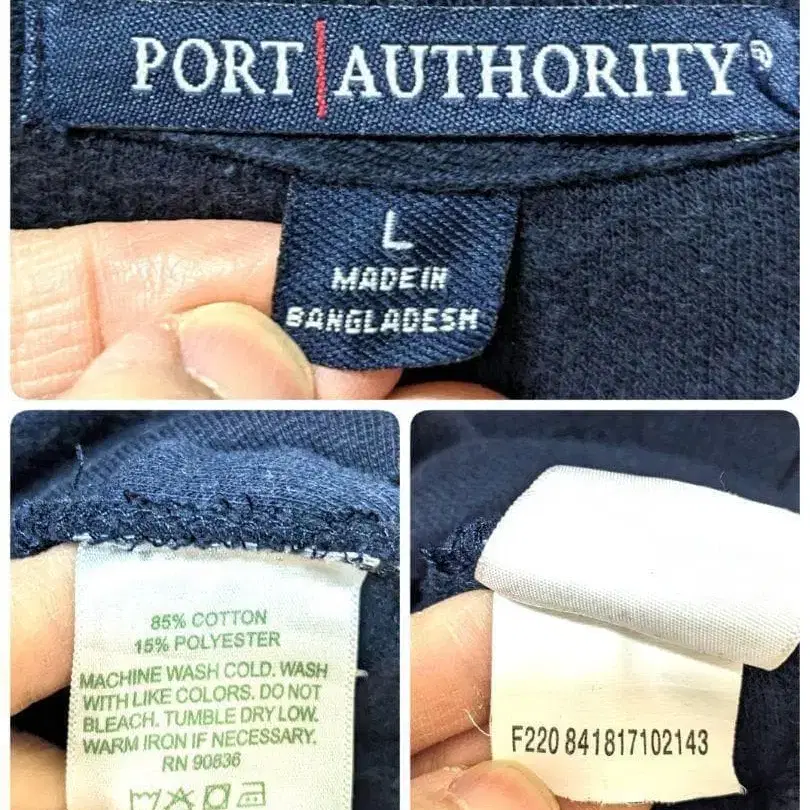 PORT AUTHORITY®
L
MADE IN
BANGLADESH
85% COTTON
15% POLYESTER
MACHINE WASH COLD. WASH
WITH LIKE COLORS. DO NOT
BLEACH. TUMBLE DRY LOW.
WARM IRON IF NECESSARY.
RN 90836
F220 841817102143